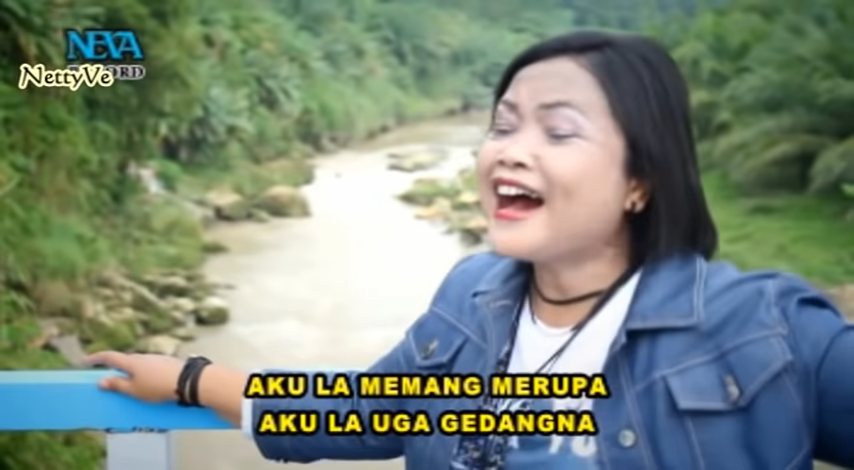 NEVA
NettyVe
AKU LA MEMANG MERUPA
AKU LA UGA GEDANGNA